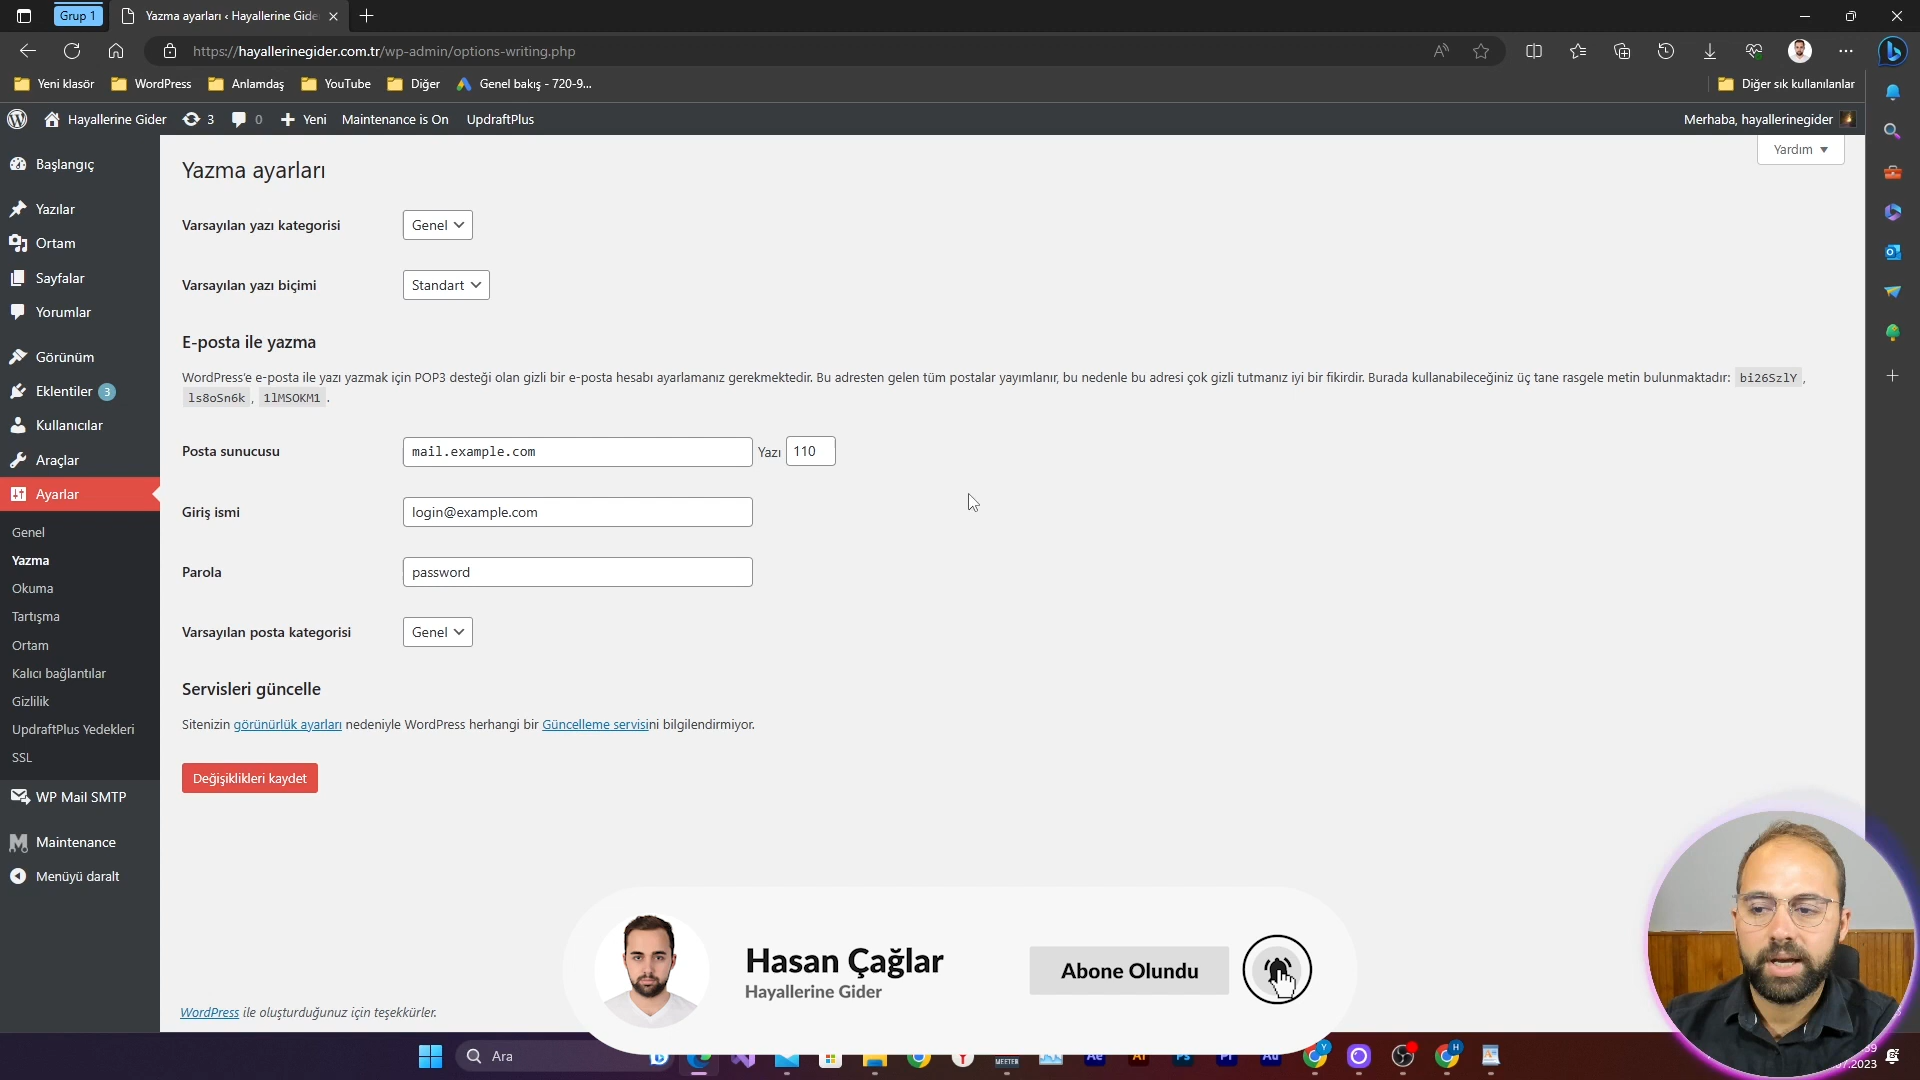 Grup 1
Yazma ayarları ‹ Hayallerine Gide
https://hayallerinegider.com.tr/wp-admin/options-writing.php
Yeni klasör WordPress Anlamdaş YouTube Diğer Genel bakış - 720-9... Diğer sık kullanılanlar
Hayallerine Gider 3 0 Yeni Maintenance is On UpdraftPlus Merhaba, hayallerinegider
Yardım
Başlangıç
Yazılar
Ortam
Sayfalar
Yorumlar
Görünüm
Eklentiler 3
Kullanıcılar
Araçlar
Ayarlar
Genel
Yazma
Okuma
Tartışma
Ortam
Kalıcı bağlantılar
Gizlilik
UpdraftPlus Yedekleri
SSL
WP Mail SMTP
Maintenance
Menüyü daralt
Yazma ayarları
Varsayılan yazı kategorisi Genel
Varsayılan yazı biçimi Standart
E-posta ile yazma
WordPress'e e-posta ile yazı yazmak için POP3 desteği olan gizli bir e-posta hesabı ayarlamanız gerekmektedir. Bu adresten gelen tüm postalar yayımlanır, bu nedenle bu adresi çok gizli tutmanız iyi bir fikirdir. Burada kullanabileceğiniz üç tane rasgele metin bulunmaktadır: bi26SzlY ,
ls8oSn6k , 1lMSOKM1 .
Posta sunucusu mail.example.com Yazı 110
Giriş ismi login@example.com
Parola password
Varsayılan posta kategorisi Genel
Servisleri güncelle
Sitenizin görünürlük ayarları nedeniyle WordPress herhangi bir Güncelleme servisini bilgilendirmiyor.
Değişiklikleri kaydet
WordPress ile oluşturduğunuz için teşekkürler.
Hasan Çağlar
Hayallerine Gider
Abone Olundu
Ara